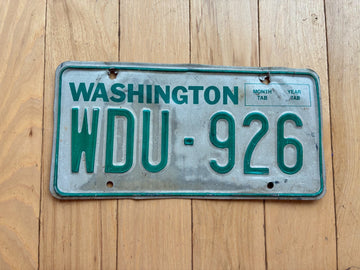 WASHINGTON
MONTH TAB
YEAR TAB
WDU-926